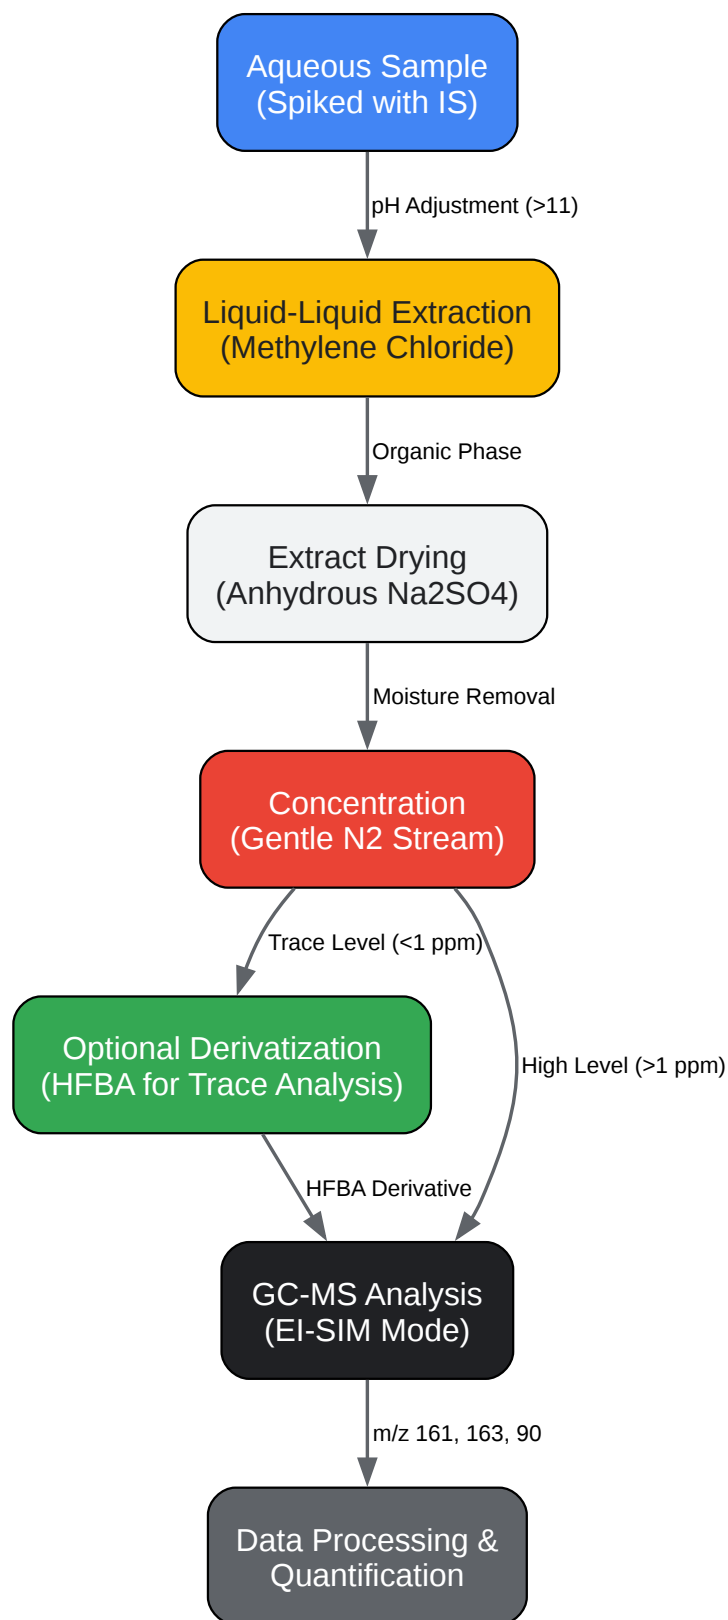 Aqueous Sample
(Spiked with IS)
pH Adjustment (>11)
Liquid-Liquid Extraction
(Methylene Chloride)
Organic Phase
Extract Drying
(Anhydrous Na2SO4)
Moisture Removal
Concentration
(Gentle N2 Stream)
Trace Level (<1 ppm)
Optional Derivatization
(HFBA for Trace Analysis)
High Level (>1 ppm)
HFBA Derivative
GC-MS Analysis
(EI-SIM Mode)
m/z 161, 163, 90
Data Processing &
Quantification